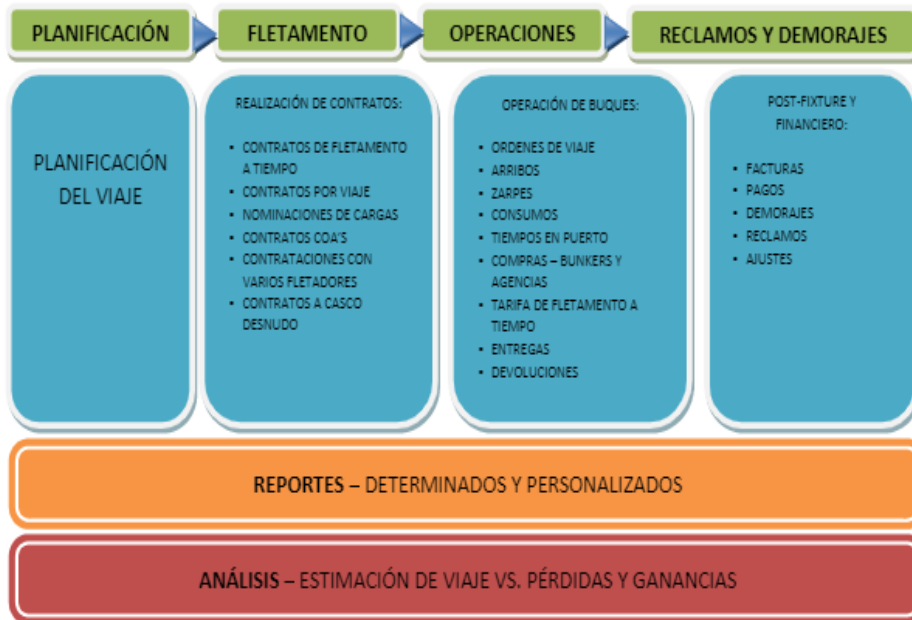 PLANIFICACIÓN
FLETAMENTO
OPERACIONES
RECLAMOS Y DEMORAJES
PLANIFICACIÓN
DEL VIAJE
REALIZACIÓN DE CONTRATOS:
• CONTRATOS DE FLETAMENTO
A TIEMPO
• CONTRATOS POR VIAJE
• NOMINACIONES DE CARGAS
• CONTRATOS COA'S
• CONTRATACIONES CON
VARIOS FLETADORES
• CONTRATOS A CASCO
DESNUDO
OPERACIÓN DE BUQUES:
• ORDENES DE VIAJE
• ARRIBOS
• ZARPES
• CONSUMOS
• TIEMPOS EN PUERTO
• COMPRAS – BUNKERS Y
AGENCIAS
• TARIFA DE FLETAMENTO A
TIEMPO
• ENTREGAS
• DEVOLUCIONES
POST-FIXTURE Y
FINANCIERO:
• FACTURAS
• PAGOS
• DEMORAJES
• RECLAMOS
• AJUSTES
REPORTES – DETERMINADOS Y PERSONALIZADOS
ANÁLISIS – ESTIMACIÓN DE VIAJE VS. PÉRDIDAS Y GANANCIAS